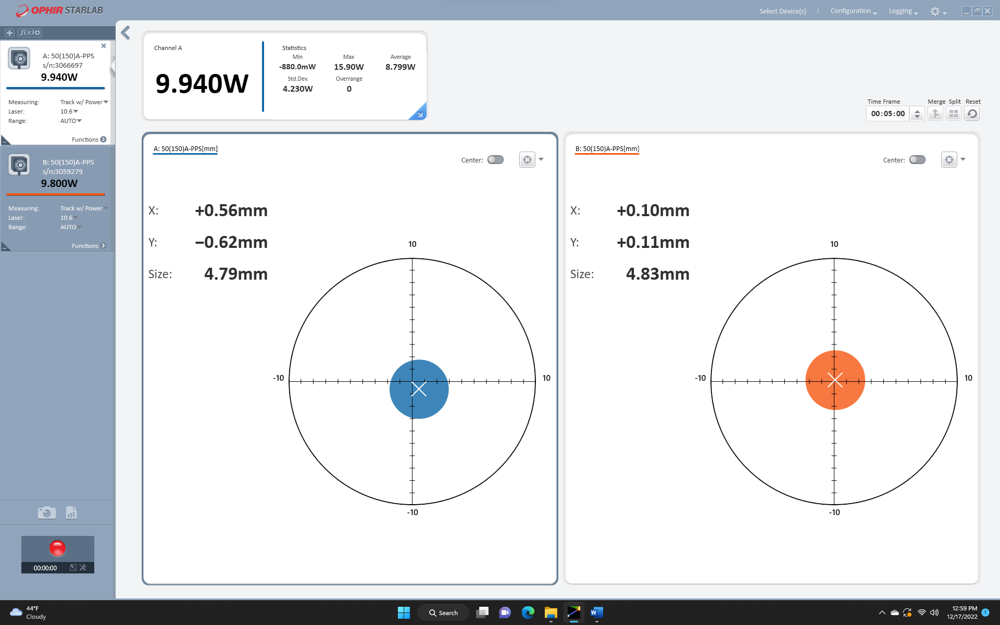 OPHIR STARLAB
Select Device(s) | Configuration Logging
f(x)
A: 50(150)A-PPS
s/n:3066697
9.940W
Measuring: Track w/ Power
Laser: 10.6
Range: AUTO
Functions
B: 50(150)A-PPS
s/n:3059279
9.800W
Measuring: Track w/ Power
Laser: 10.6
Range: AUTO
Functions
00:00:00
Channel A
9.940W
Statistics
Min Max Average
-880.0mW 15.90W 8.799W
Std.Dev. Overrange
4.230W 0
Time Frame Merge Split Reset
00:05:00
A: 50(150)A-PPS[mm]
Center:
X: +0.56mm
Y: −0.62mm
Size: 4.79mm
10
-10 10
-10
B: 50(150)A-PPS[mm]
Center:
X: +0.10mm
Y: +0.11mm
Size: 4.83mm
10
-10 10
-10
44°F
Cloudy
Search
W
12:59 PM
12/17/2022
1